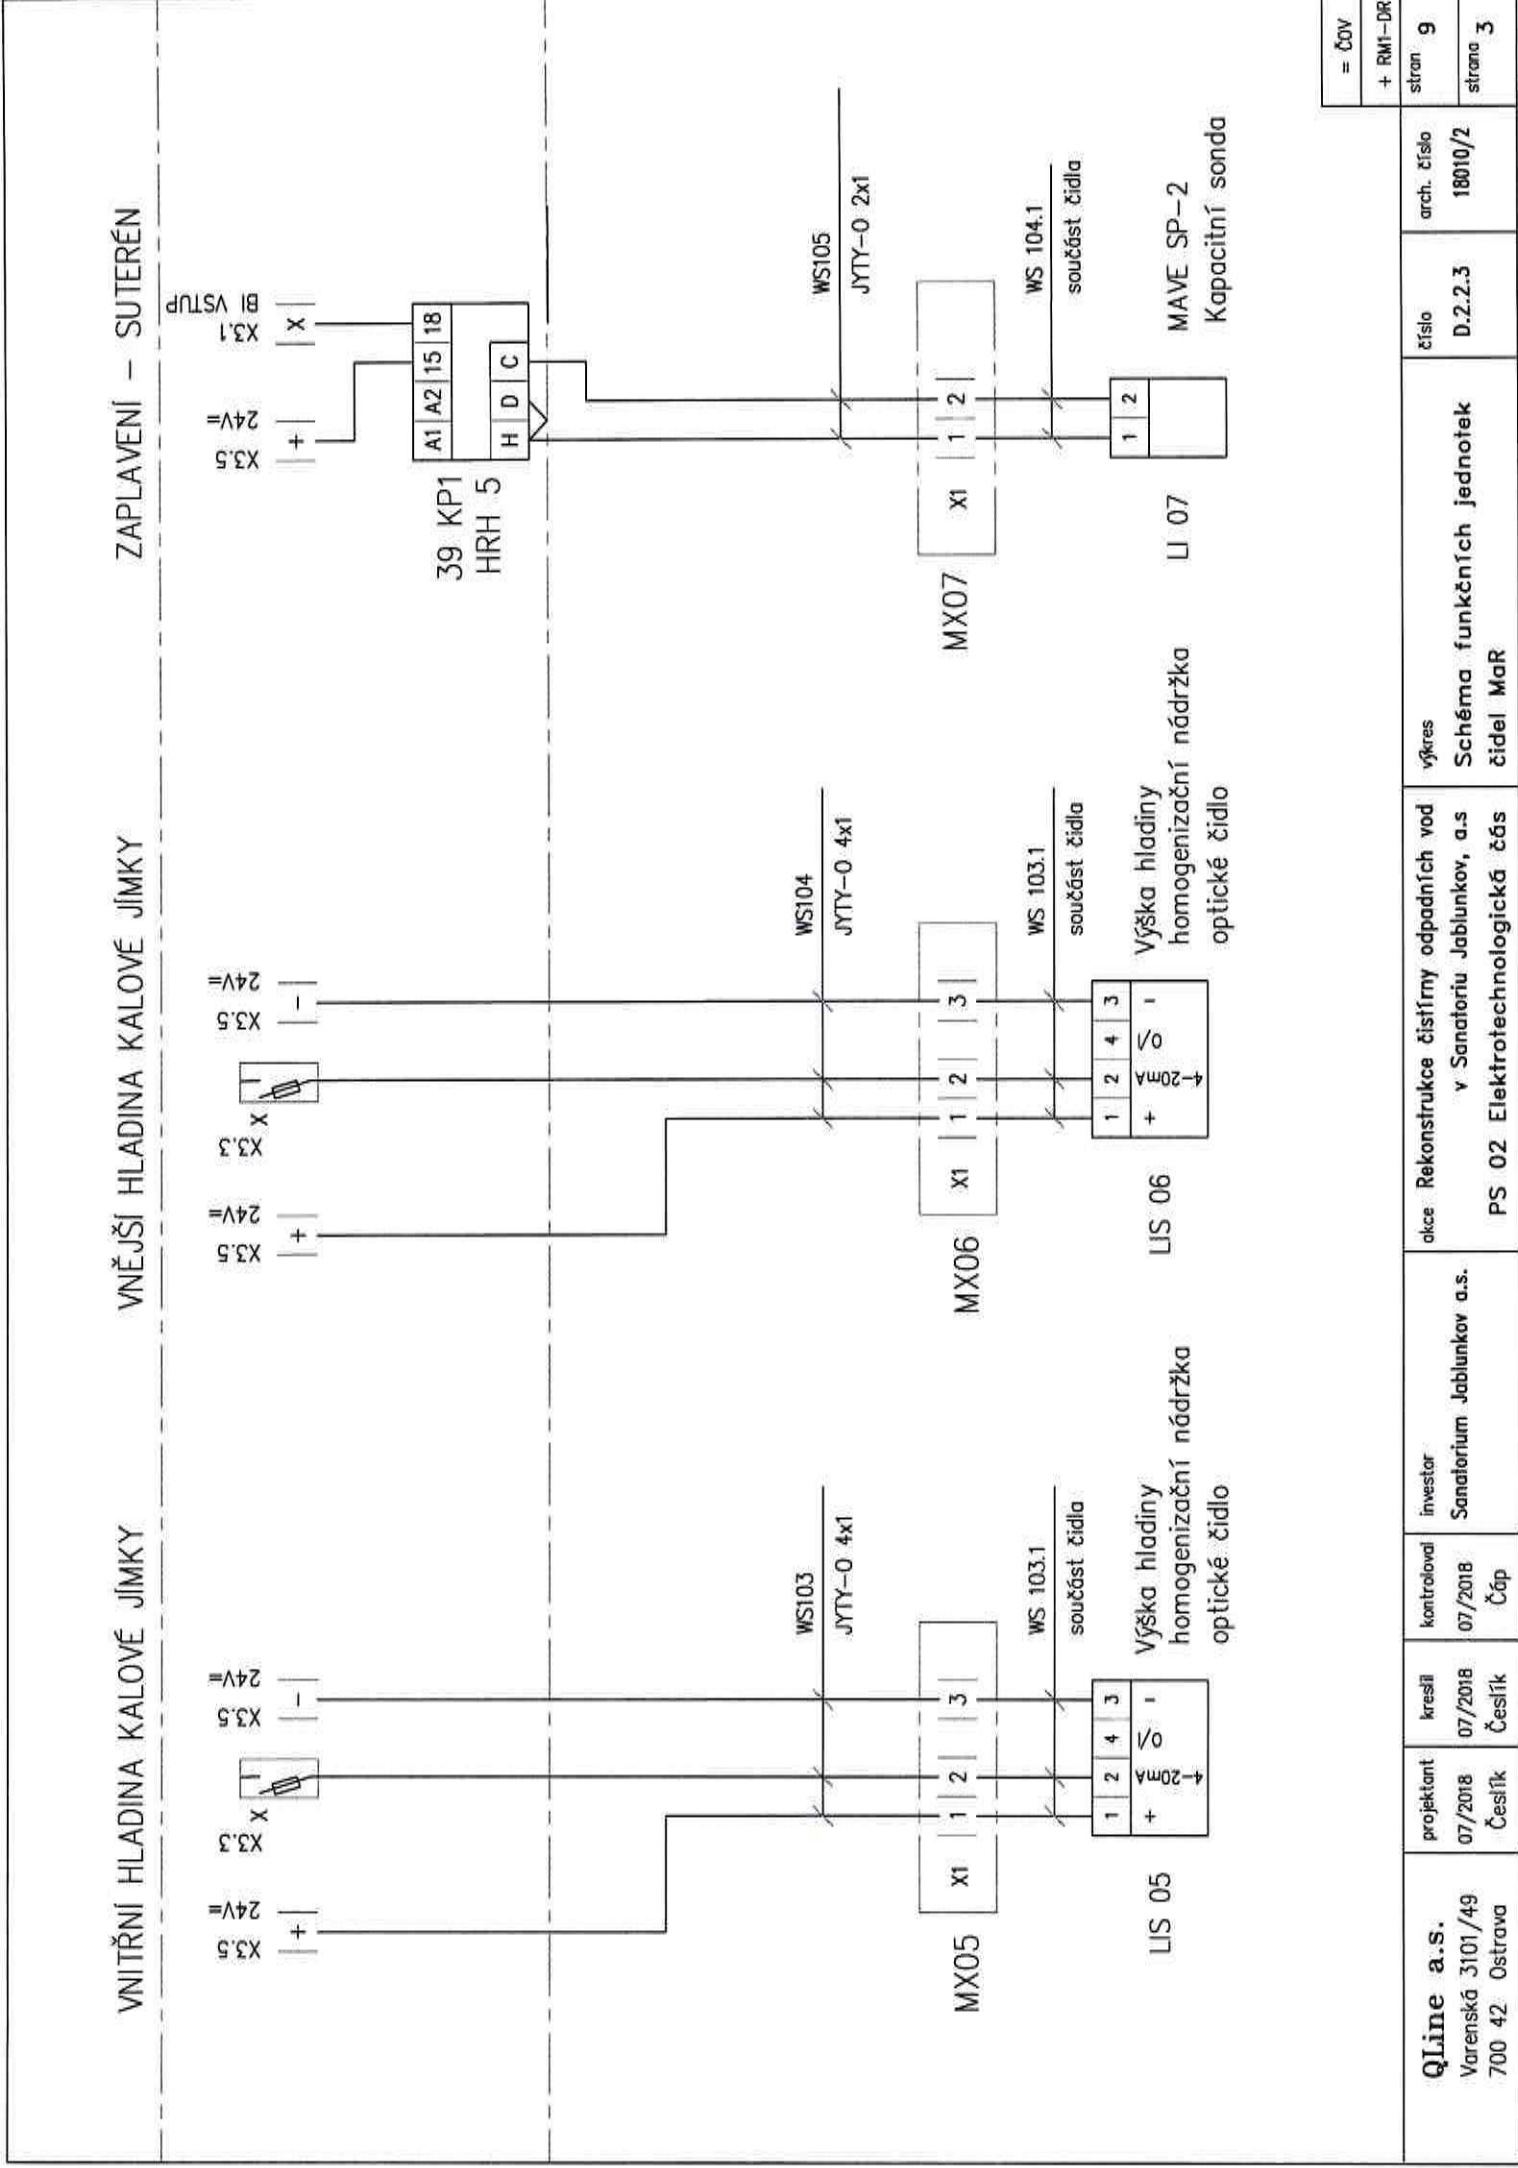 VNITŘNÍ HLADINA KALOVÉ JÍMKY
X3.5
24V=
+
X3.3
X
X3.5
24V=
−
WS103
JYTY-O 4x1
MX05
X1
1
2
3
WS 103.1
součást čidla
LIS 05
1
2
4
3
+
4-20mA
0/I
-
Výška hladiny
homogenizační nádržka
optické čidlo
VNĚJŠÍ HLADINA KALOVÉ JÍMKY
X3.5
24V=
+
X3.3
X
X3.5
24V=
−
WS104
JYTY-O 4x1
MX06
X1
1
2
3
WS 103.1
součást čidla
LIS 06
1
2
4
3
+
4-20mA
0/I
-
Výška hladiny
homogenizační nádržka
optické čidlo
ZAPLAVENÍ – SUTERÉN
X3.5
24V=
+
X3.1
BI VSTUP
X
39 KP1
HRH 5
A1 A2 15 18
H D C
WS105
JYTY-O 2x1
MX07
X1
1
2
WS 104.1
součást čidla
LI 07
1
2
MAVE SP-2
Kapacitní sonda
= ČOV
+ RM1-DR
QLine a.s.
Varenská 3101/49
700 42 Ostrava
projektant
07/2018
Česlík
kreslil
07/2018
Česlík
kontroloval
07/2018
Čáp
investor
Sanatorium Jablunkov a.s.
akce Rekonstrukce čistírny odpadních vod
v Sanatoriu Jablunkov, a.s
PS 02 Elektrotechnologická čás
výkres
Schéma funkčních jednotek
čidel MaR
číslo
D.2.2.3
arch. číslo
18010/2
stran 9
strana 3